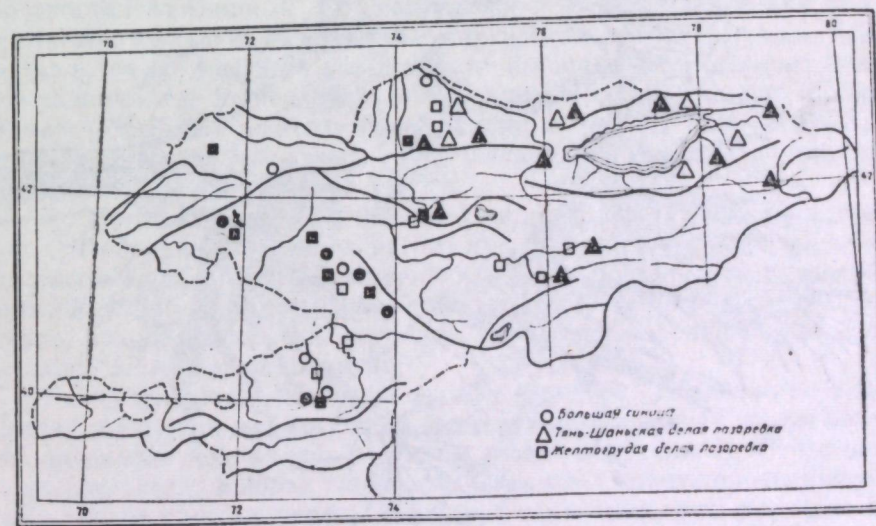 70 72 74 76 78 80
42 42
40
Большая синица
Тянь-Шаньская белая лазоревка
Желтогрудая белая лазоревка
70 72 74